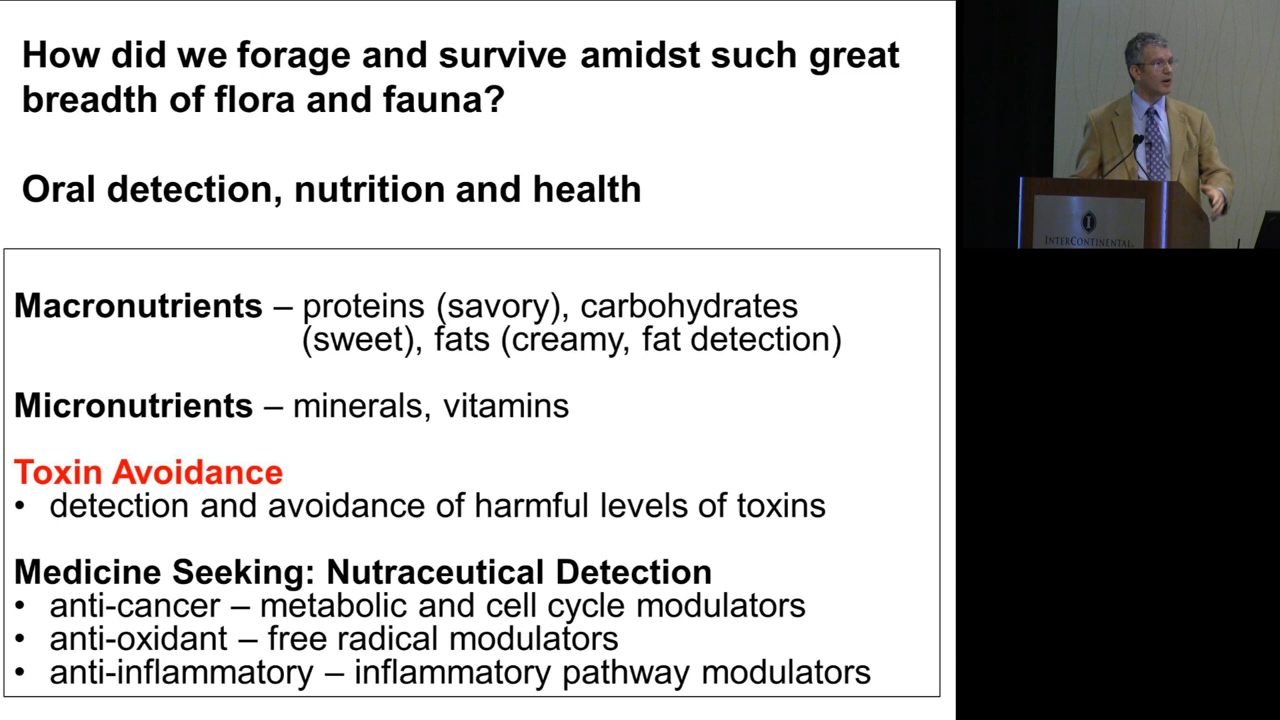 How did we forage and survive amidst such great
breadth of flora and fauna?
Oral detection, nutrition and health
Macronutrients – proteins (savory), carbohydrates
(sweet), fats (creamy, fat detection)
Micronutrients – minerals, vitamins
Toxin Avoidance
• detection and avoidance of harmful levels of toxins
Medicine Seeking: Nutraceutical Detection
• anti-cancer – metabolic and cell cycle modulators
• anti-oxidant – free radical modulators
• anti-inflammatory – inflammatory pathway modulators
INTERCONTINENTAL